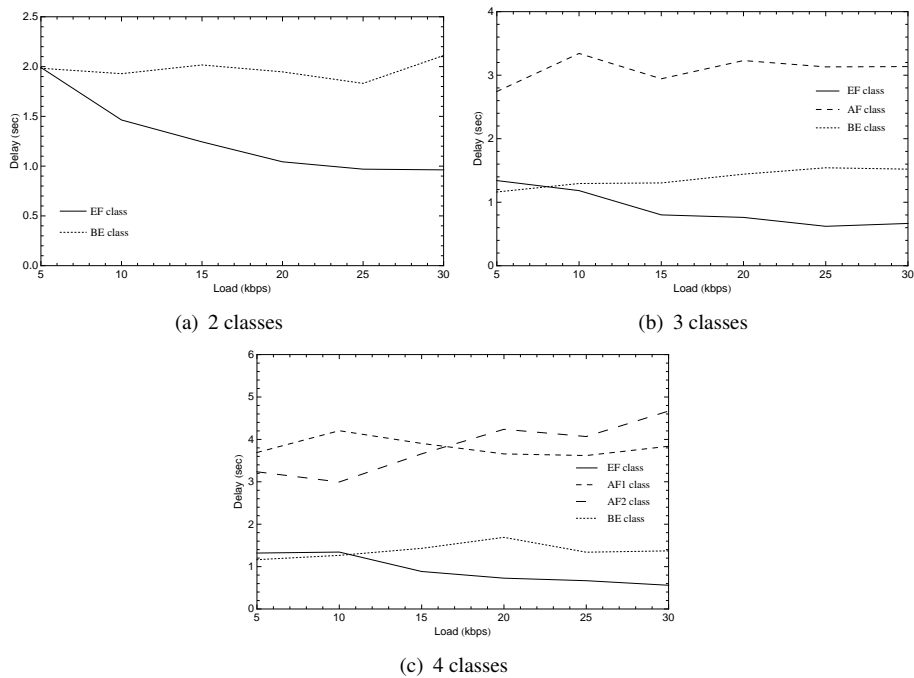 2.5
2.0
1.5
1.0
0.5
0.0
Delay (sec)
EF class
BE class
5 10 15 20 25 30
Load (kbps)
(a) 2 classes
4
3
2
1
0
Delay (sec)
EF class
AF class
BE class
5 10 15 20 25 30
Load (kbps)
(b) 3 classes
6
5
4
3
2
1
0
Delay (sec)
EF class
AF1 class
AF2 class
BE class
5 10 15 20 25 30
Load (kbps)
(c) 4 classes